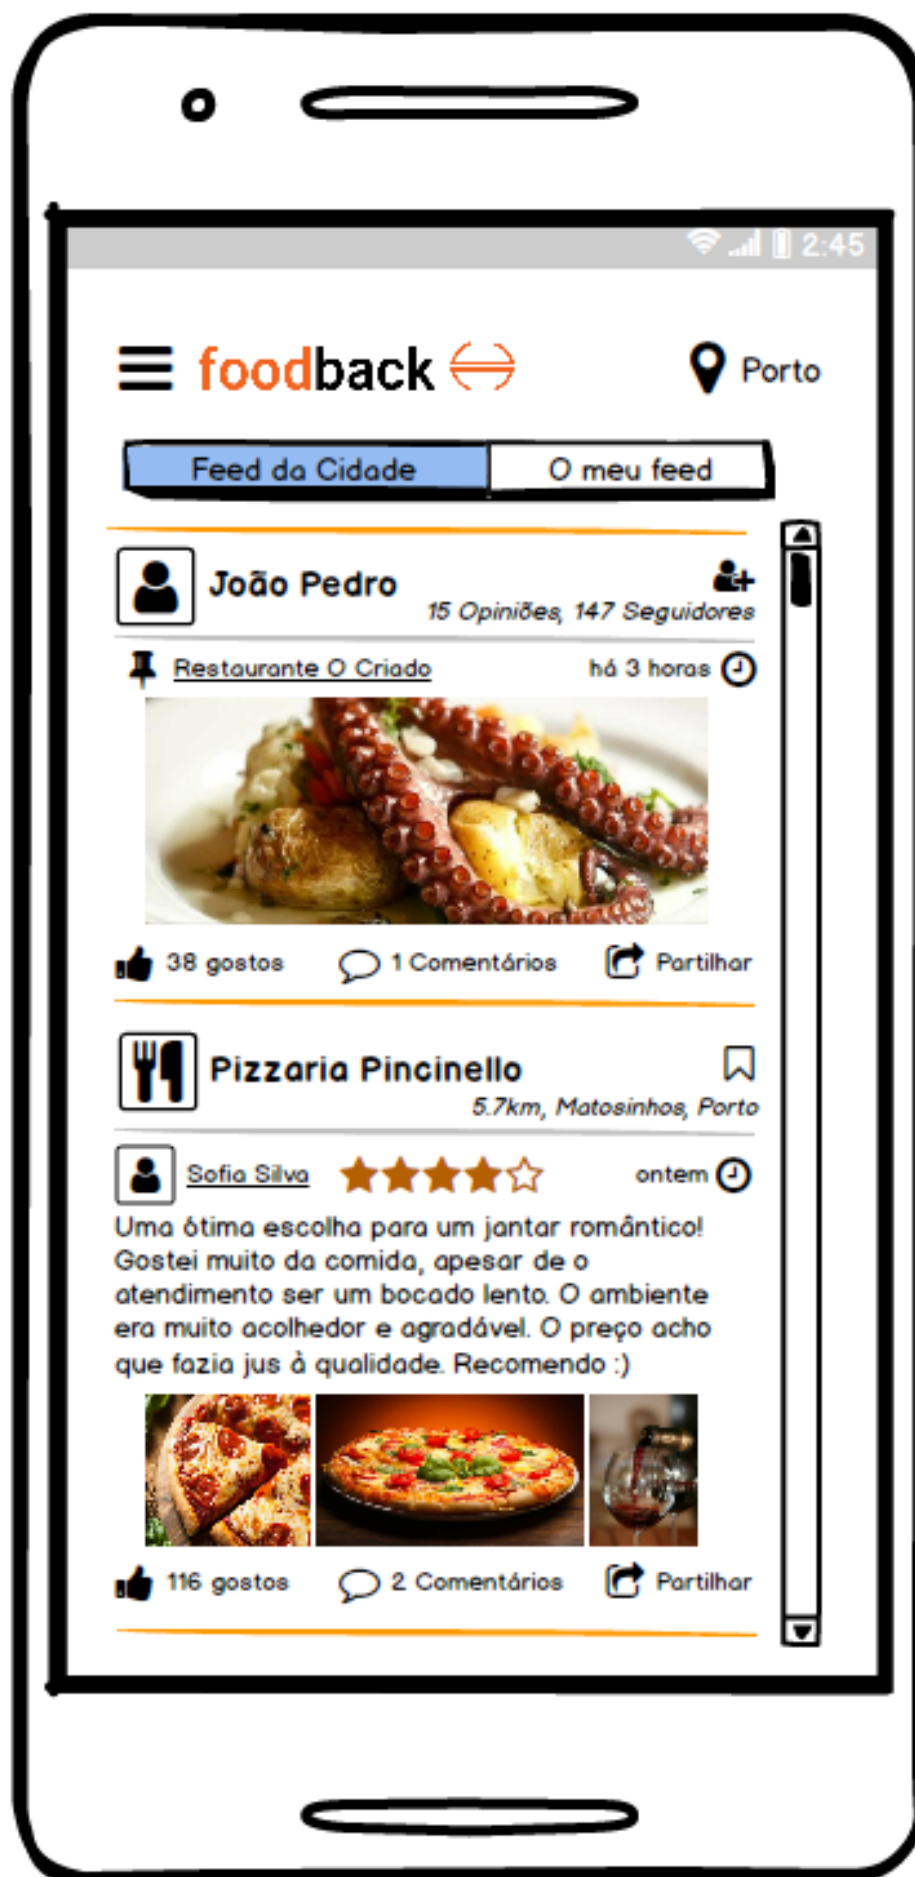 2:45
foodback
Porto
Feed da Cidade
O meu feed
João Pedro
15 Opiniões, 147 Seguidores
Restaurante O Criado
há 3 horas
38 gostos
1 Comentários
Partilhar
Pizzaria Pincinello
5.7km, Matosinhos, Porto
Sofia Silva
ontem
Uma ótima escolha para um jantar romântico!
Gostei muito da comida, apesar de o
atendimento ser um bocado lento. O ambiente
era muito acolhedor e agradável. O preço acho
que fazia jus à qualidade. Recomendo :)
116 gostos
2 Comentários
Partilhar